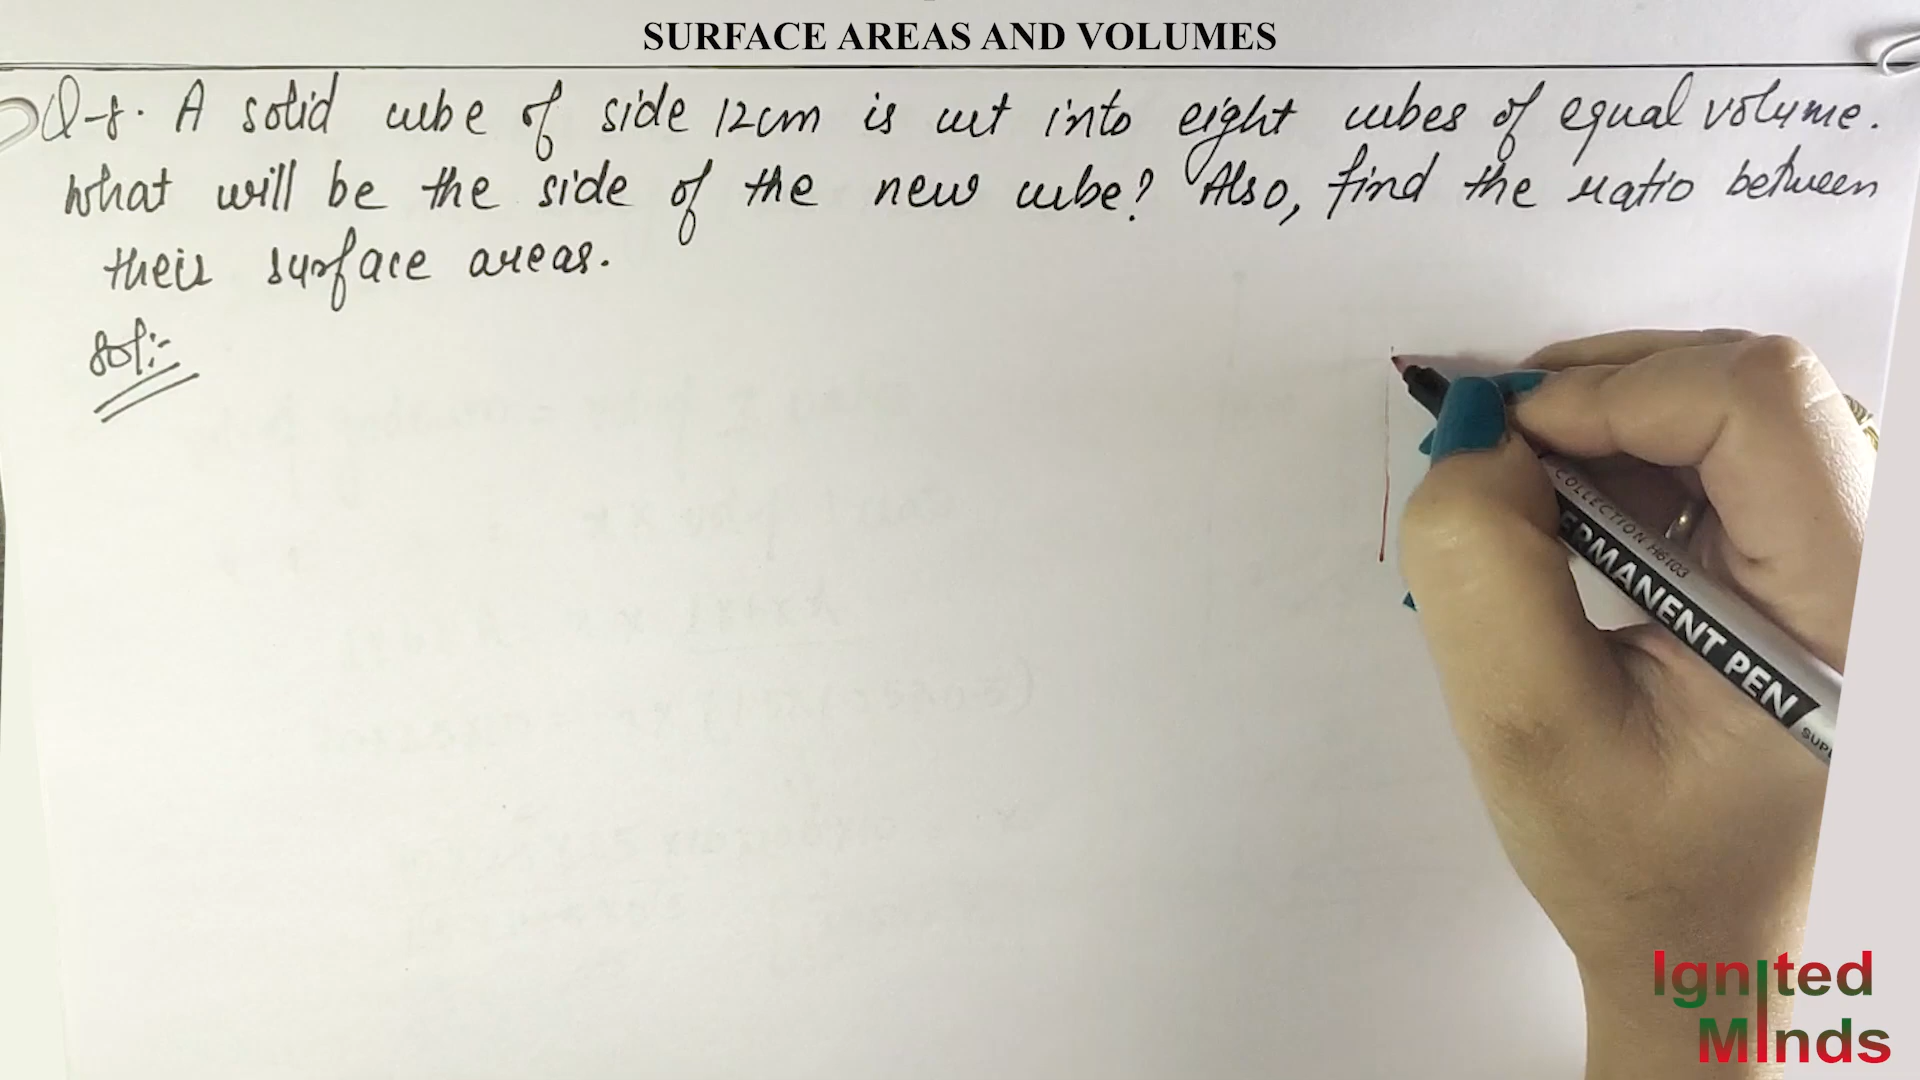 SURFACE AREAS AND VOLUMES
Q-8. A solid cube of side 12cm is cut into eight cubes of equal volume.
What will be the side of the new cube? Also, find the ratio between
their surface areas.
Sol:-
COLLECTION H6103
PERMANENT PEN
Ignited
Minds